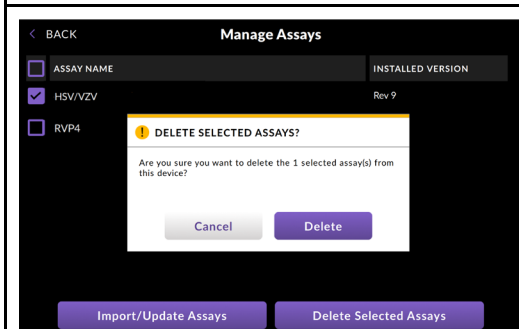 < BACK
Manage Assays
ASSAY NAME
INSTALLED VERSION
HSV/VZV
Rev 9
RVP4
! DELETE SELECTED ASSAYS?
Are you sure you want to delete the 1 selected assay(s) from
this device?
Cancel
Delete
Import/Update Assays
Delete Selected Assays